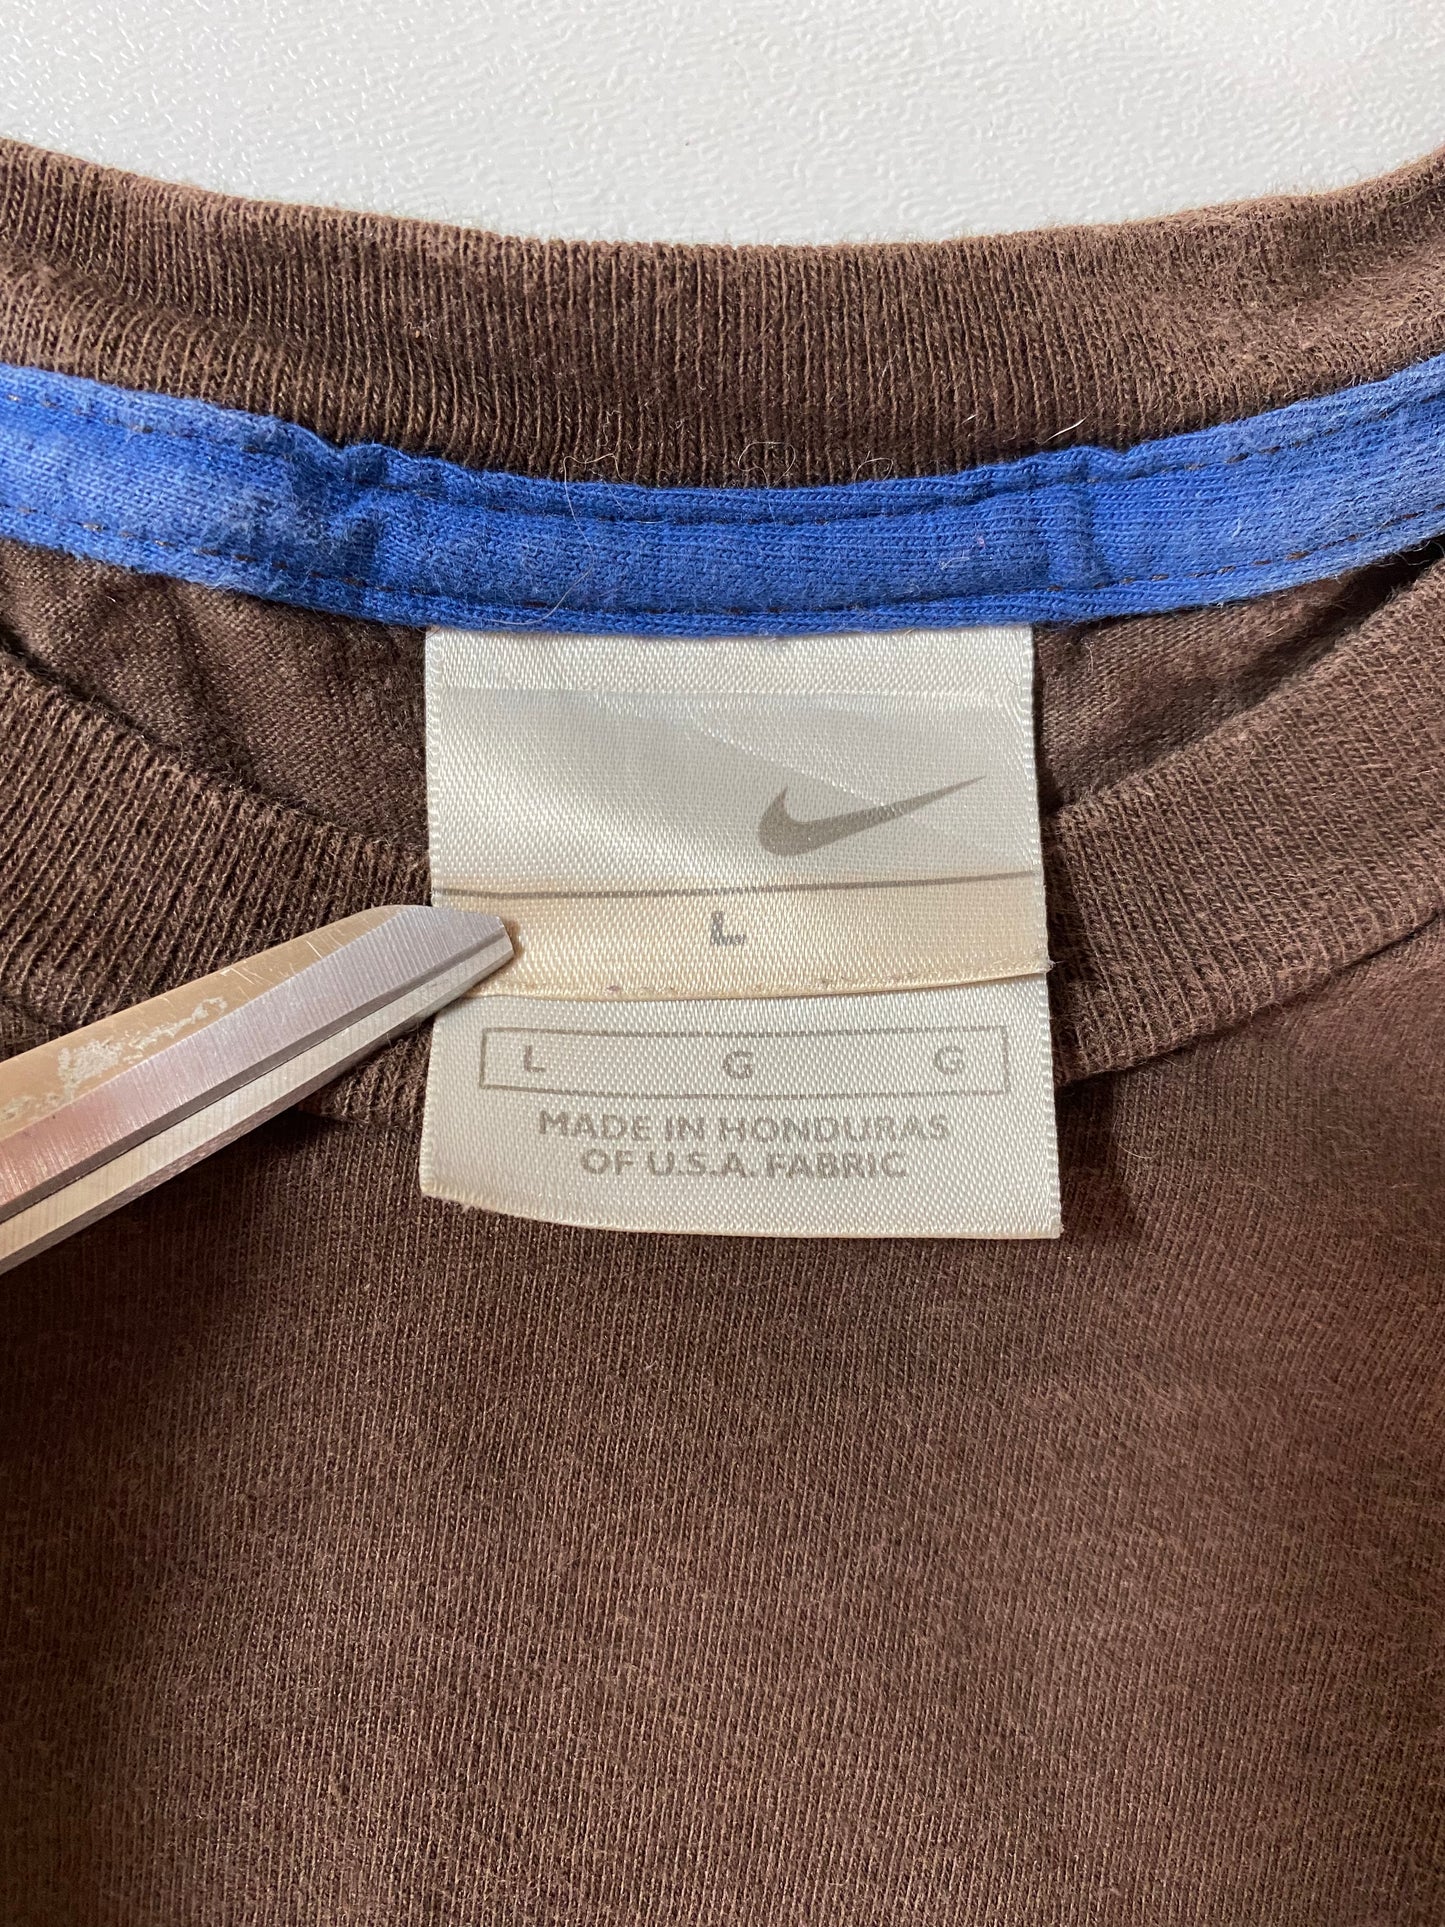 L
L G G
MADE IN HONDURAS
OF U.S.A. FABRIC